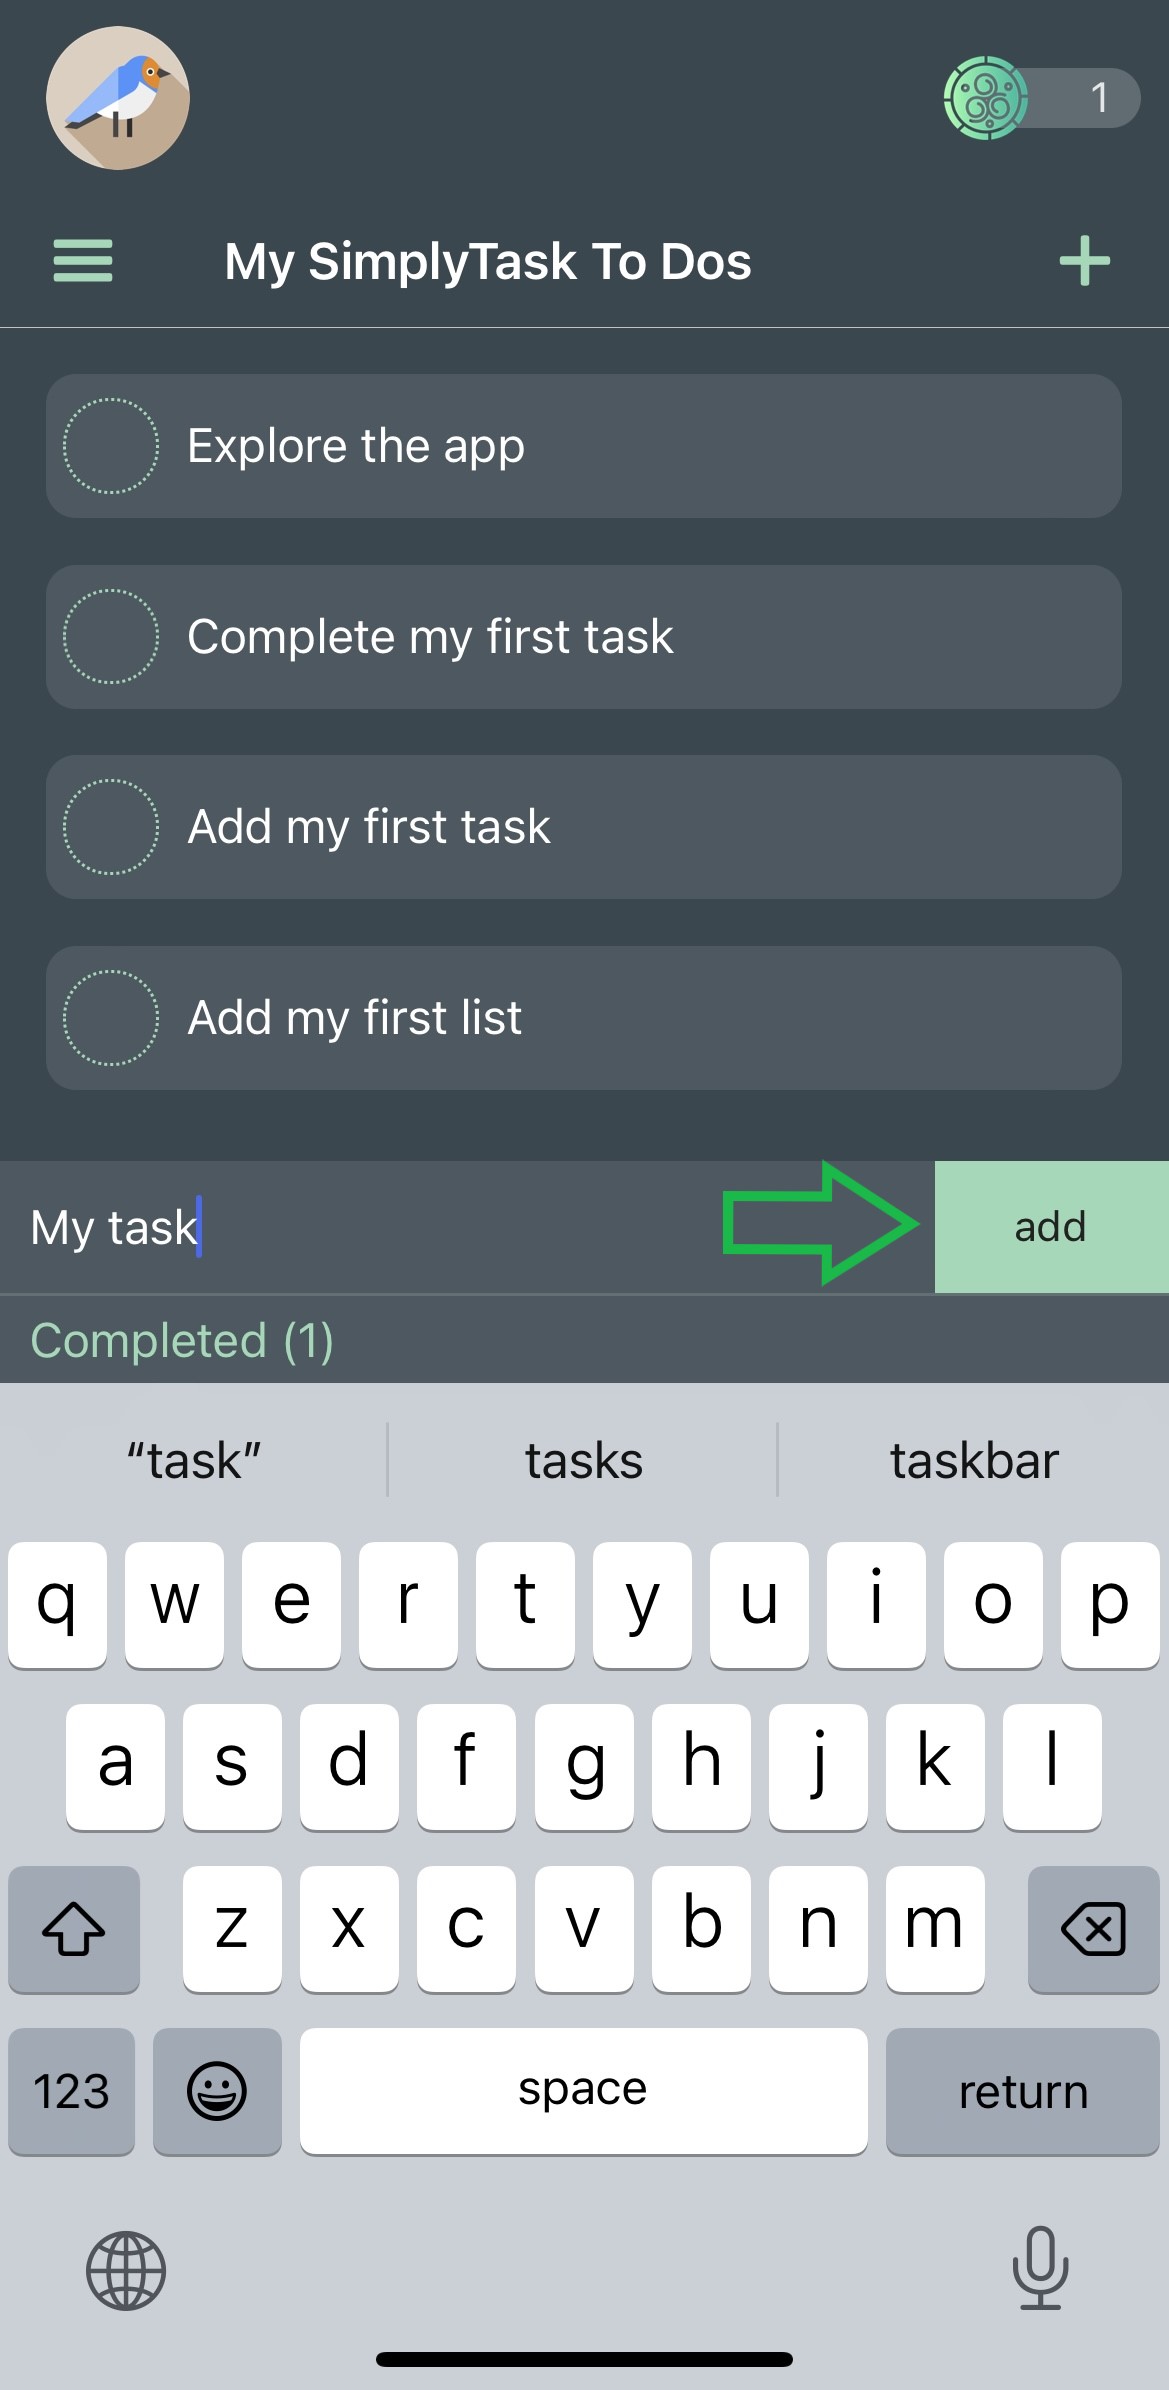 1
My SimplyTask To Dos
Explore the app
Complete my first task
Add my first task
Add my first list
My task add
Completed (1)
“task” tasks taskbar
q w e r t y u i o p
a s d f g h j k l
z x c v b n m
123 space return